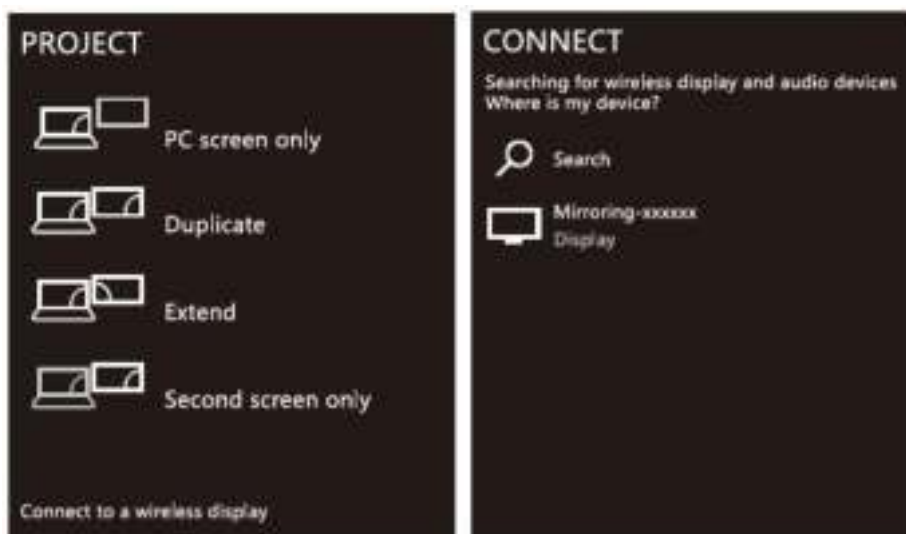 PROJECT
PC screen only
Duplicate
Extend
Second screen only
Connect to a wireless display
CONNECT
Searching for wireless display and audio devices
Where is my device?
Search
Mirroring-xxxxxx
Display